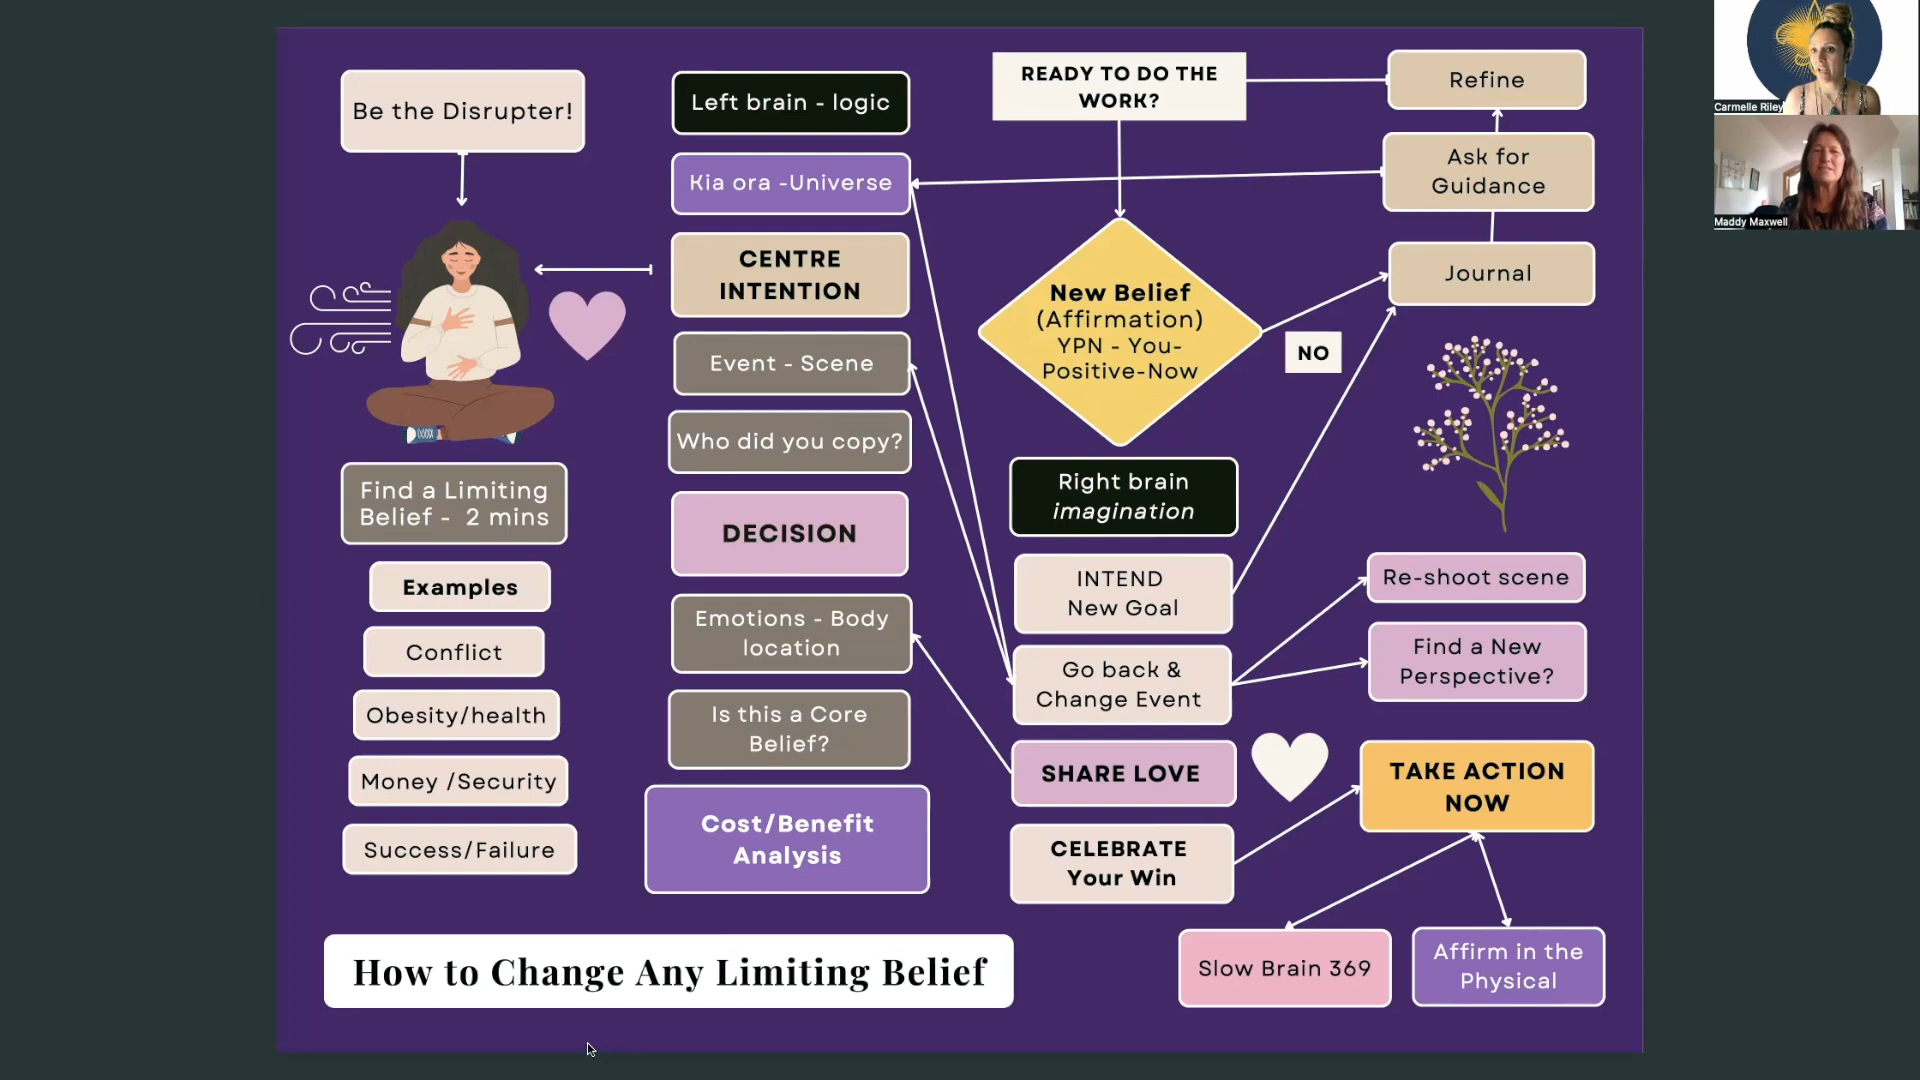 Be the Disrupter!
Find a Limiting
Belief -  2 mins
Examples
Conflict
Obesity/health
Money /Security
Success/Failure
Left brain - logic
Kia ora -Universe
CENTRE
INTENTION
Event - Scene
Who did you copy?
DECISION
Emotions - Body
location
Is this a Core
Belief?
Cost/Benefit
Analysis
READY TO DO THE
WORK?
New Belief
(Affirmation)
YPN - You-
Positive-Now
NO
Right brain
imagination
INTEND
New Goal
Go back &
Change Event
SHARE LOVE
CELEBRATE
Your Win
Refine
Ask for
Guidance
Journal
Re-shoot scene
Find a New
Perspective?
TAKE ACTION
NOW
Slow Brain 369
Affirm in the
Physical
How to Change Any Limiting Belief
Carmelle Riley
Maddy Maxwell